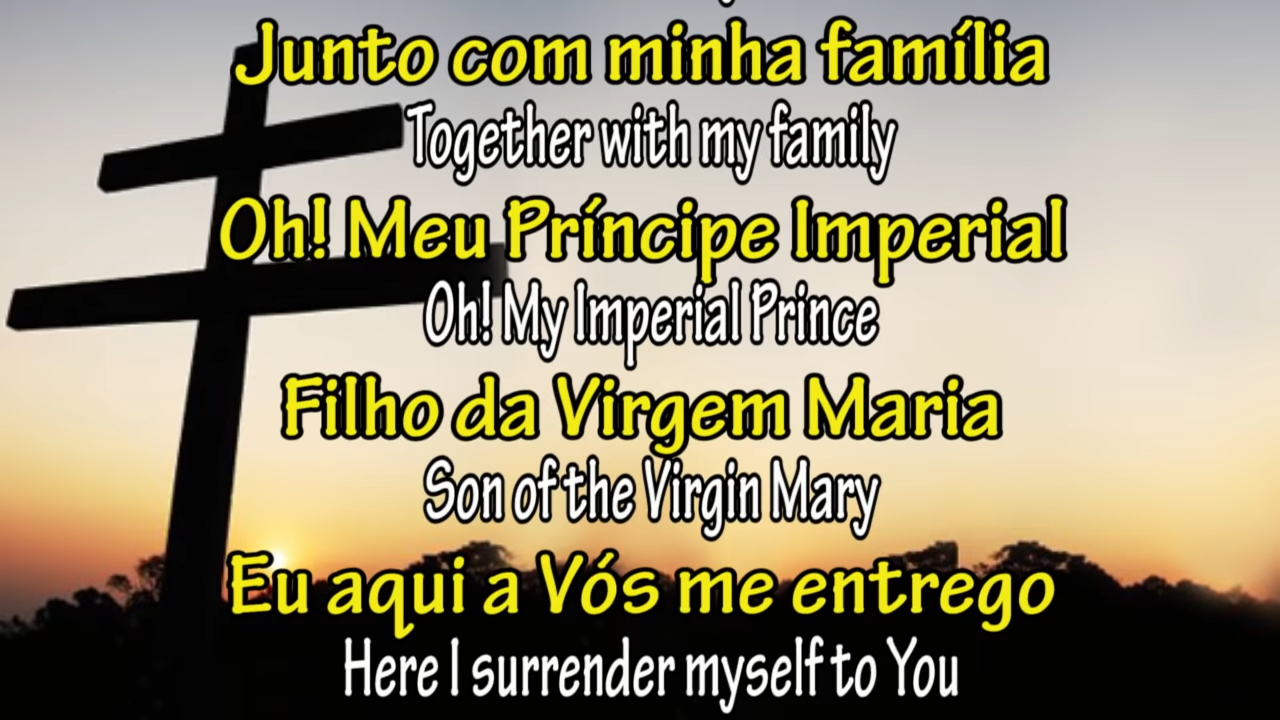 Junto com minha família
Together with my family
Oh! Meu Príncipe Imperial
Oh! My Imperial Prince
Filho da Virgem Maria
Son of the Virgin Mary
Eu aqui a Vós me entrego
Here I surrender myself to You